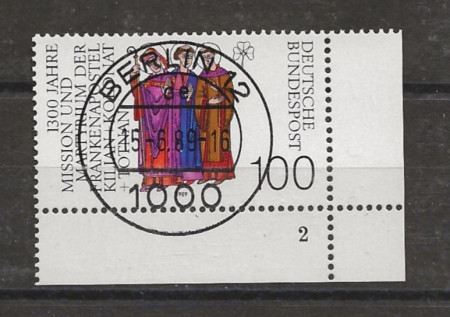 1300 JAHRE
MISSION UND
MARTYRIUM DER
FRANKENAPOSTEL
KILIAN · KOLONAT
+ TOTNAN
DEUTSCHE
BUNDESPOST
100
BERLIN 12
de
15-6.89-16
1000
2